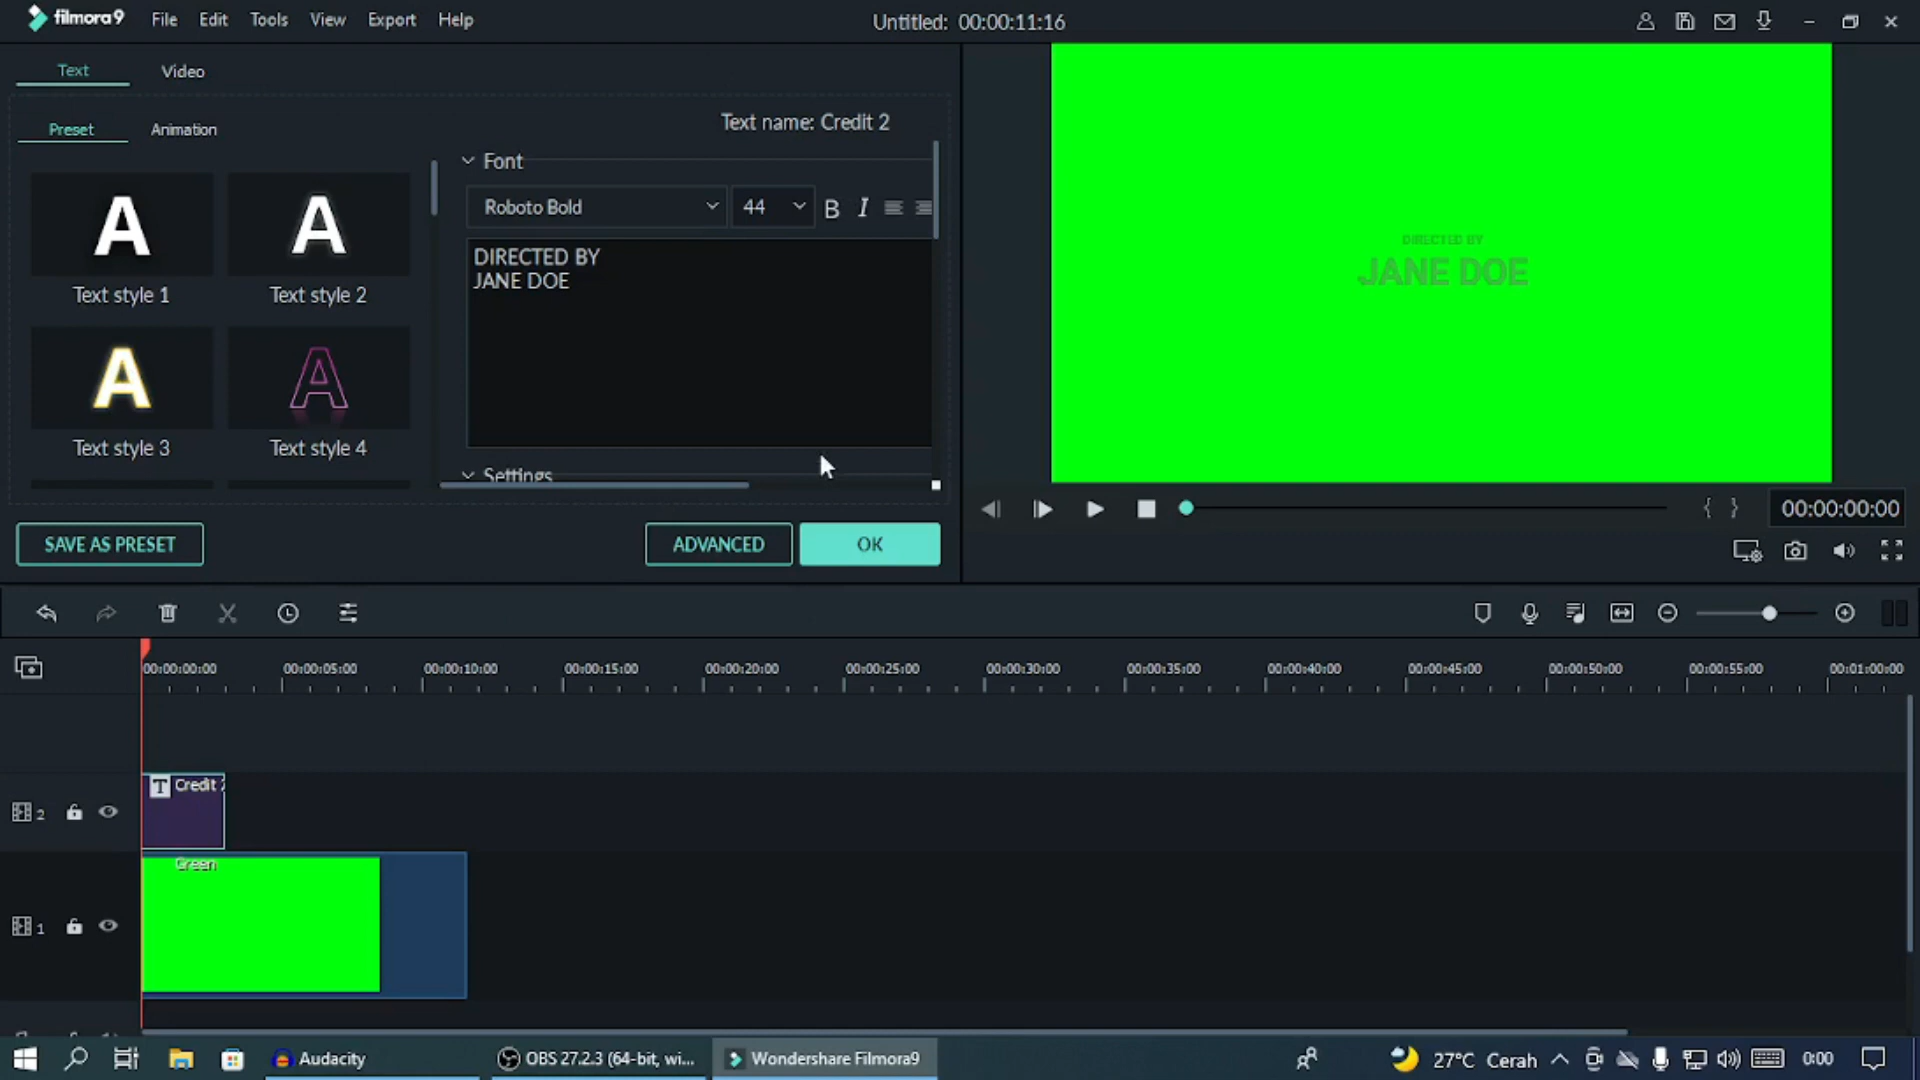 filmora9 File Edit Tools View Export Help
Untitled: 00:00:11:16
Text Video
Preset Animation
Text name: Credit 2
Font
Roboto Bold 44 B I
DIRECTED BY
JANE DOE
A A
Text style 1 Text style 2
A A
Text style 3 Text style 4
Settings
SAVE AS PRESET ADVANCED OK
DIRECTED BY
JANE DOE
{ } 00:00:00:00
00:00:00:00 00:00:05:00 00:00:10:00 00:00:15:00 00:00:20:00 00:00:25:00 00:00:30:00 00:00:35:00 00:00:40:00 00:00:45:00 00:00:50:00 00:00:55:00 00:01:00:00
T Credit
2
Green
1
Audacity OBS 27.2.3 (64-bit, wi... Wondershare Filmora9 27°C Cerah 0:00